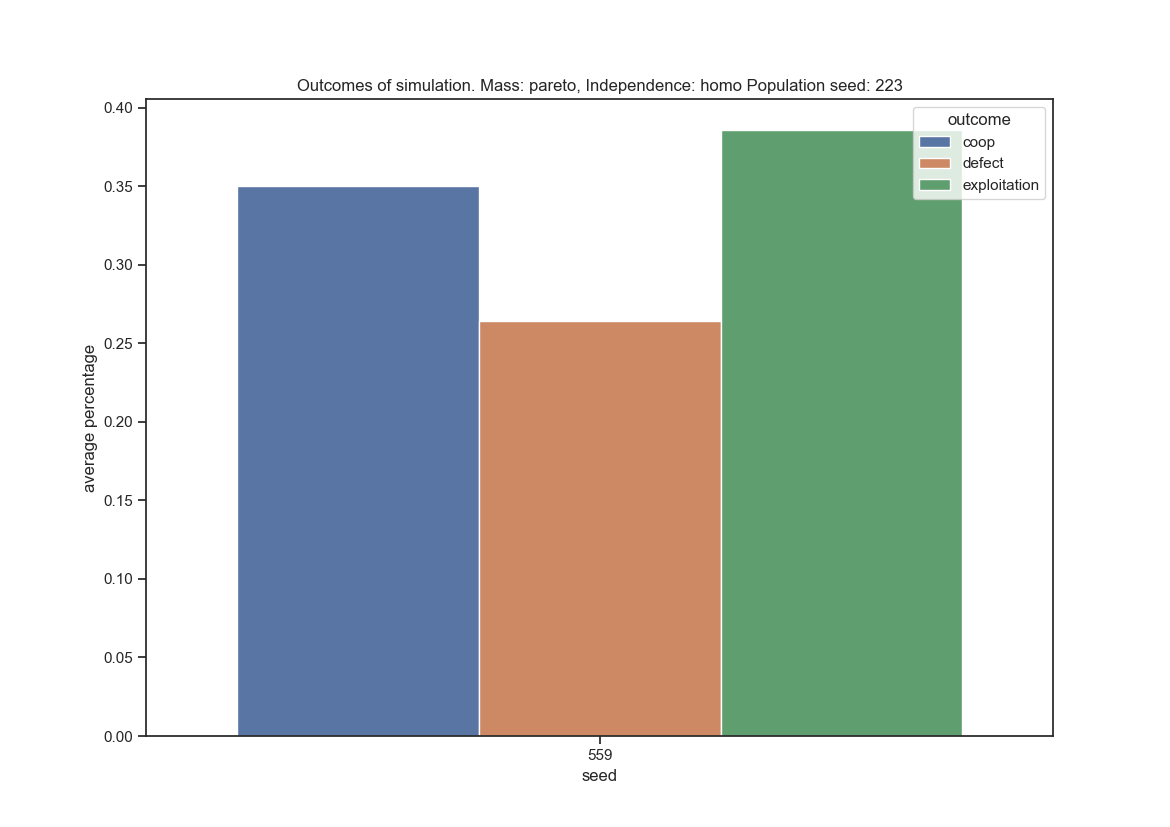 Outcomes of simulation. Mass: pareto, Independence: homo Population seed: 223
0.40
0.35
0.30
0.25
0.20
0.15
0.10
0.05
0.00
average percentage
outcome
coop
defect
exploitation
559
seed